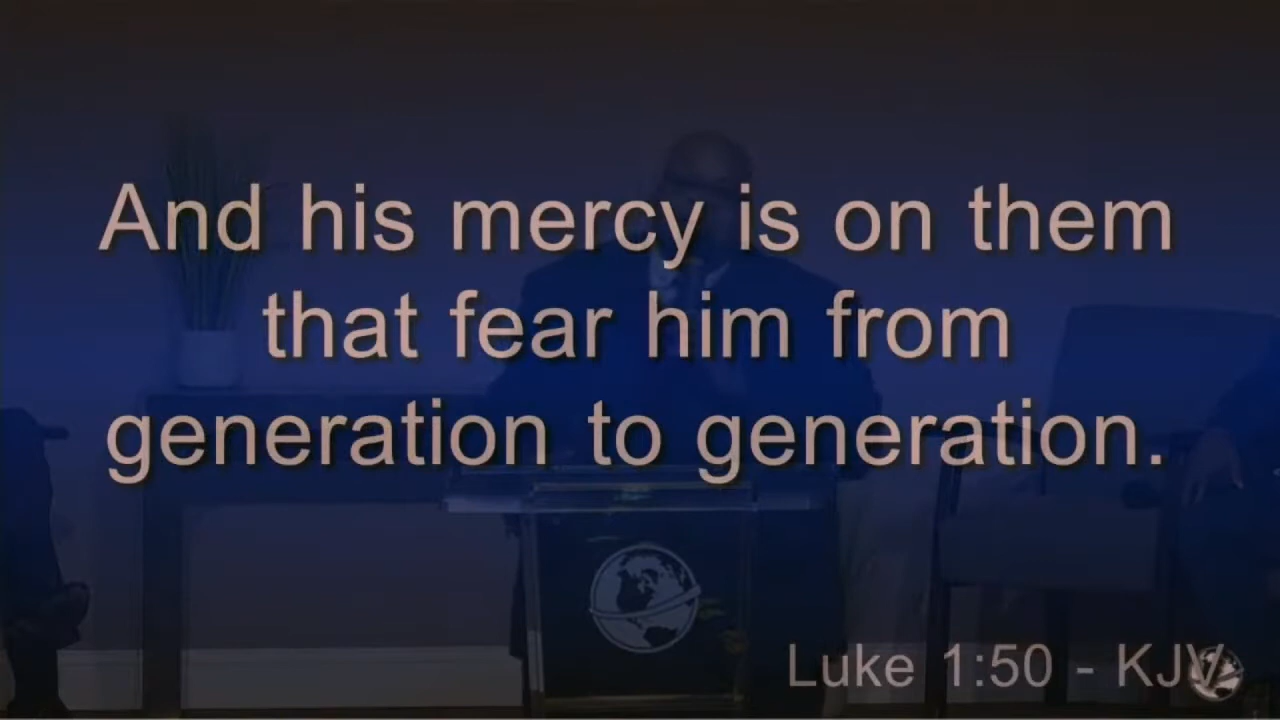 And his mercy is on them
that fear him from
generation to generation.
Luke 1:50 - KJV